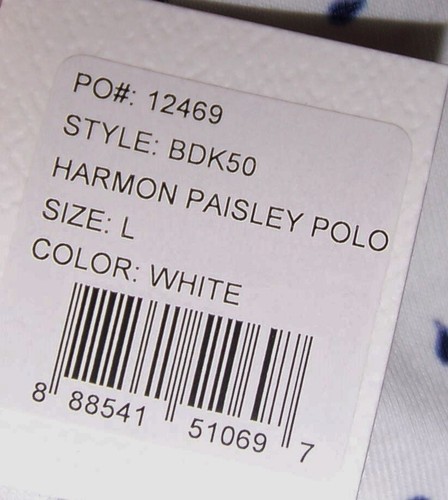 PO#: 12469
STYLE: BDK50
HARMON PAISLEY POLO
SIZE: L
COLOR: WHITE
8 88541 51069 7